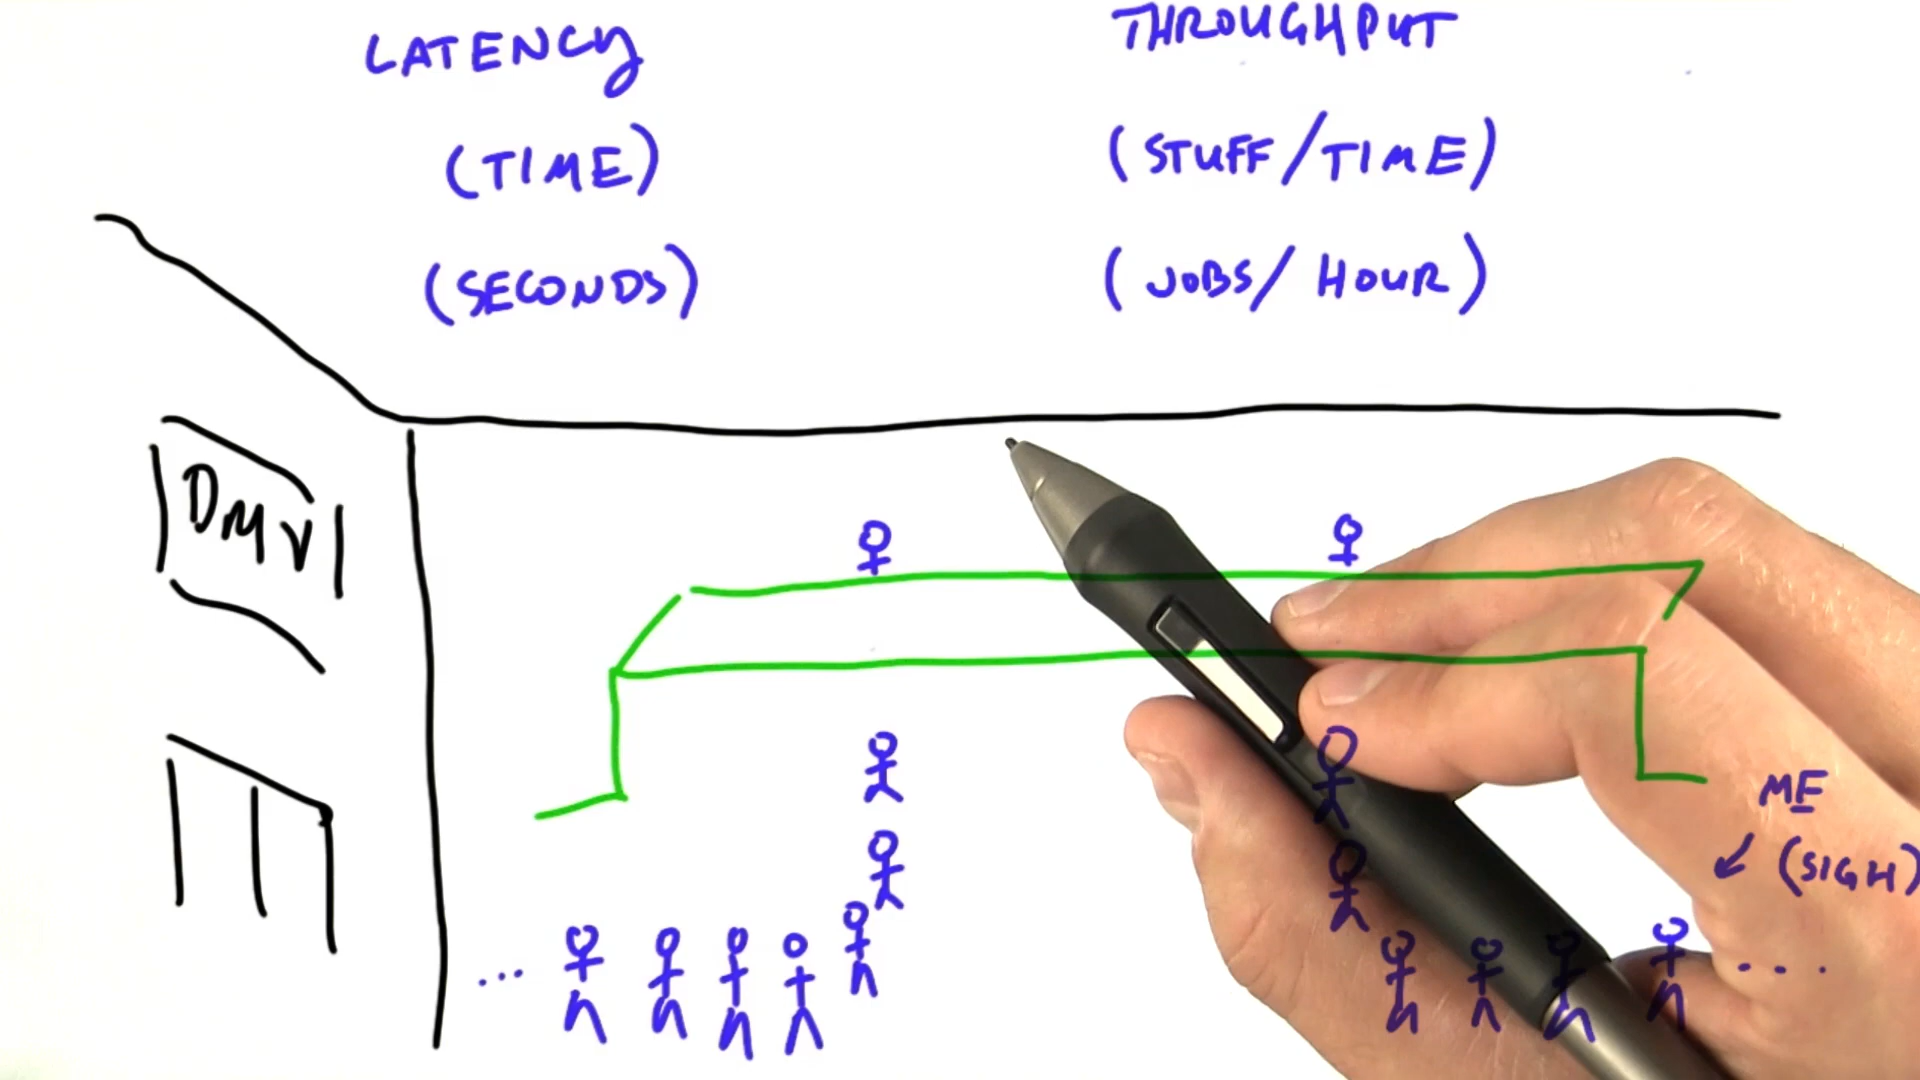 LATENCY
(TIME)
(SECONDS)
THROUGHPUT
(STUFF/TIME)
(JOBS/HOUR)
DMV
...
ME
(SIGH)
...